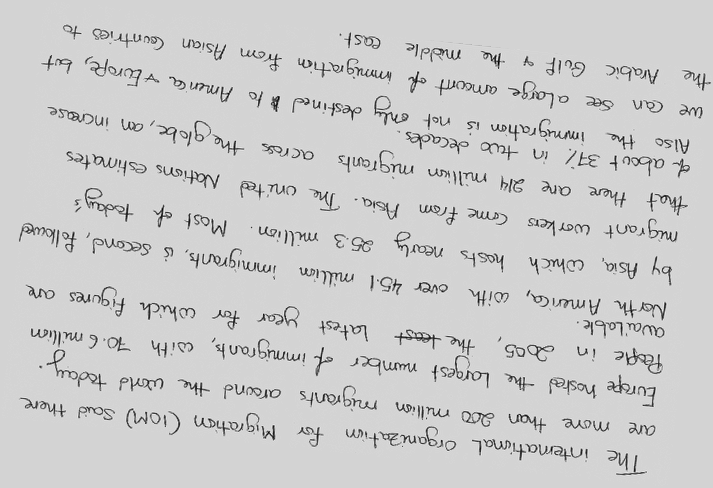 The international Organization for Migration (IOM) said there
are more than 200 million migrants around the world today.
Europe hosted the Largest number of immigrants, with 70.6 million
People in 2005, the latest year for which figures are
available.
North America, with over 45.1 million immigrants, is second, followed
by Asia, which hosts nearly 25.3 million. Most of today's
migrant workers come from Asia. The United Nations estimates
that there are 214 million migrants across the globe, an increase
of about 37% in two decades.
Also the immigration is not only destined to America & Europe, but
we can see a large amount of immigration from Asian Countries to
the Arabic Gulf & the middle east.